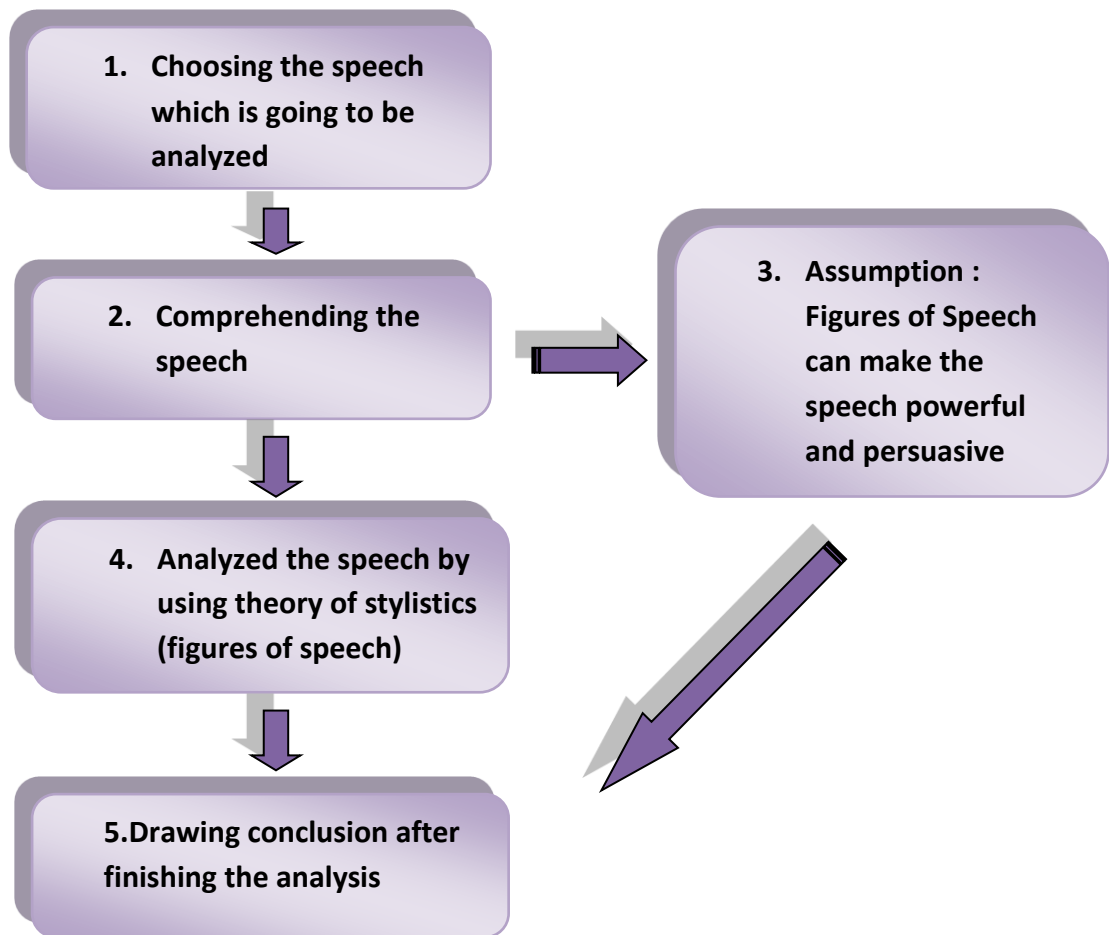 1. Choosing the speech
which is going to be
analyzed
2. Comprehending the
speech
3. Assumption :
Figures of Speech
can make the
speech powerful
and persuasive
4. Analyzed the speech by
using theory of stylistics
(figures of speech)
5.Drawing conclusion after
finishing the analysis